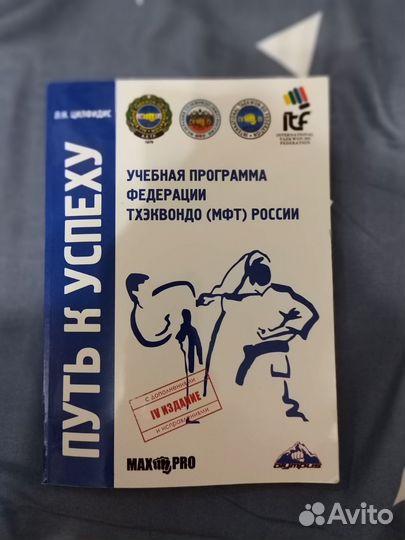 Л.Н. ЦИЛФИДИС
ПУТЬ К УСПЕХУ
itf
INTERNATIONAL
TAEKWON-DO
FEDERATION
УЧЕБНАЯ ПРОГРАММА
ФЕДЕРАЦИИ
ТХЭКВОНДО (МФТ) РОССИИ
С ДОПОЛНЕНИЯМИ
IV ИЗДАНИЕ
И ИСПРАВЛЕНИЯМИ
MAX PRO
OLIMPUS
Avito